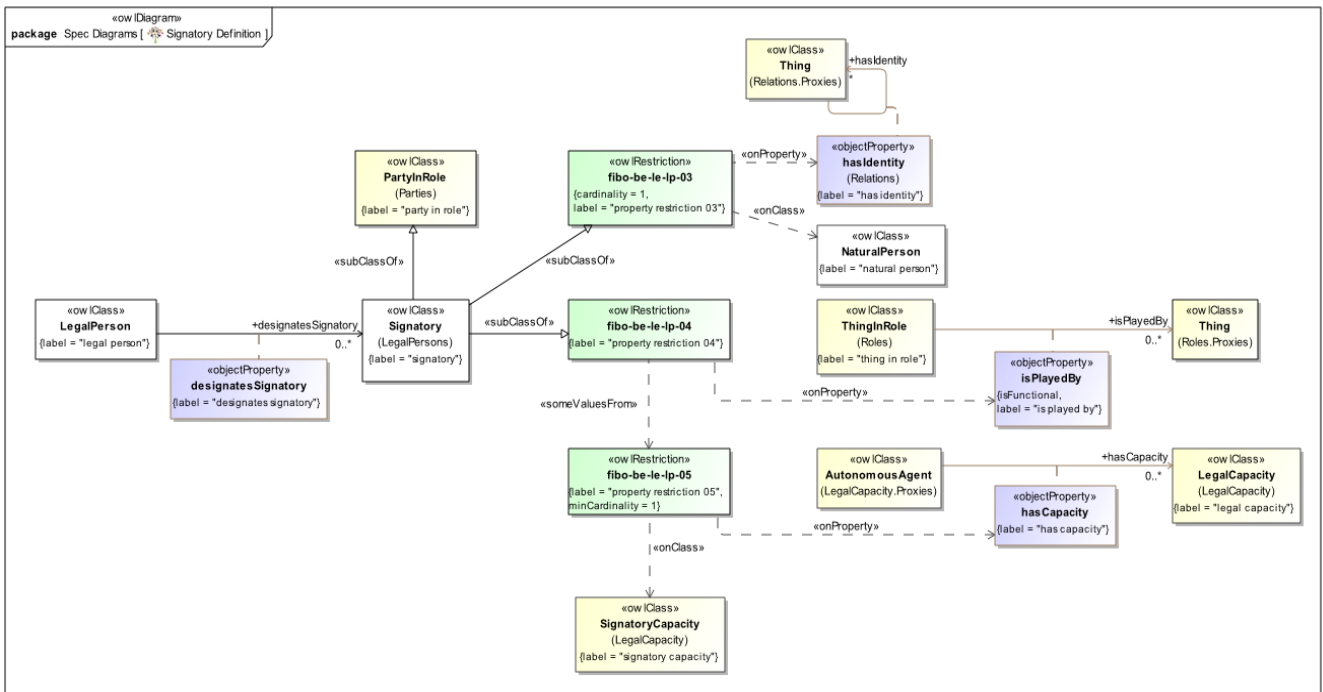 «owlDiagram»
package Spec Diagrams [ Signatory Definition ]
«owlClass»
Thing
(Relations.Proxies)
+hasIdentity
*
«owlClass»
PartyInRole
(Parties)
{label = "party in role"}
«owlRestriction»
fibo-be-le-lp-03
{cardinality = 1,
label = "property restriction 03"}
«onProperty»
«objectProperty»
hasIdentity
(Relations)
{label = "has identity"}
«onClass»
«owlClass»
NaturalPerson
{label = "natural person"}
«subClassOf»
«subClassOf»
«owlClass»
LegalPerson
{label = "legal person"}
+designatesSignatory
0..*
«objectProperty»
designatesSignatory
{label = "designates signatory"}
«owlClass»
Signatory
(LegalPersons)
{label = "signatory"}
«subClassOf»
«owlRestriction»
fibo-be-le-lp-04
{label = "property restriction 04"}
«owlClass»
ThingInRole
(Roles)
{label = "thing in role"}
+isPlayedBy
0..*
«owlClass»
Thing
(Roles.Proxies)
«objectProperty»
isPlayedBy
{isFunctional,
label = "is played by"}
«onProperty»
«someValuesFrom»
«owlRestriction»
fibo-be-le-lp-05
{label = "property restriction 05",
minCardinality = 1}
«owlClass»
AutonomousAgent
(LegalCapacity.Proxies)
+hasCapacity
0..*
«owlClass»
LegalCapacity
(LegalCapacity)
{label = "legal capacity"}
«objectProperty»
hasCapacity
{label = "has capacity"}
«onProperty»
«onClass»
«owlClass»
SignatoryCapacity
(LegalCapacity)
{label = "signatory capacity"}